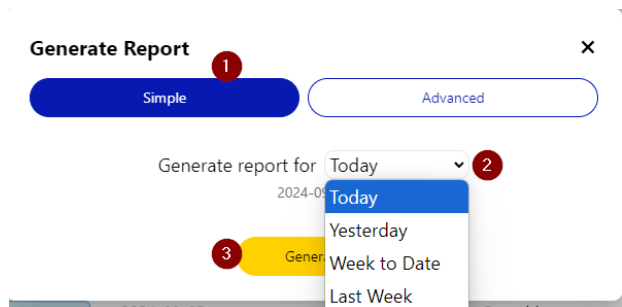 Generate Report
1
Simple
Advanced
Generate report for Today 2
Today
Yesterday
3
Week to Date
Last Week